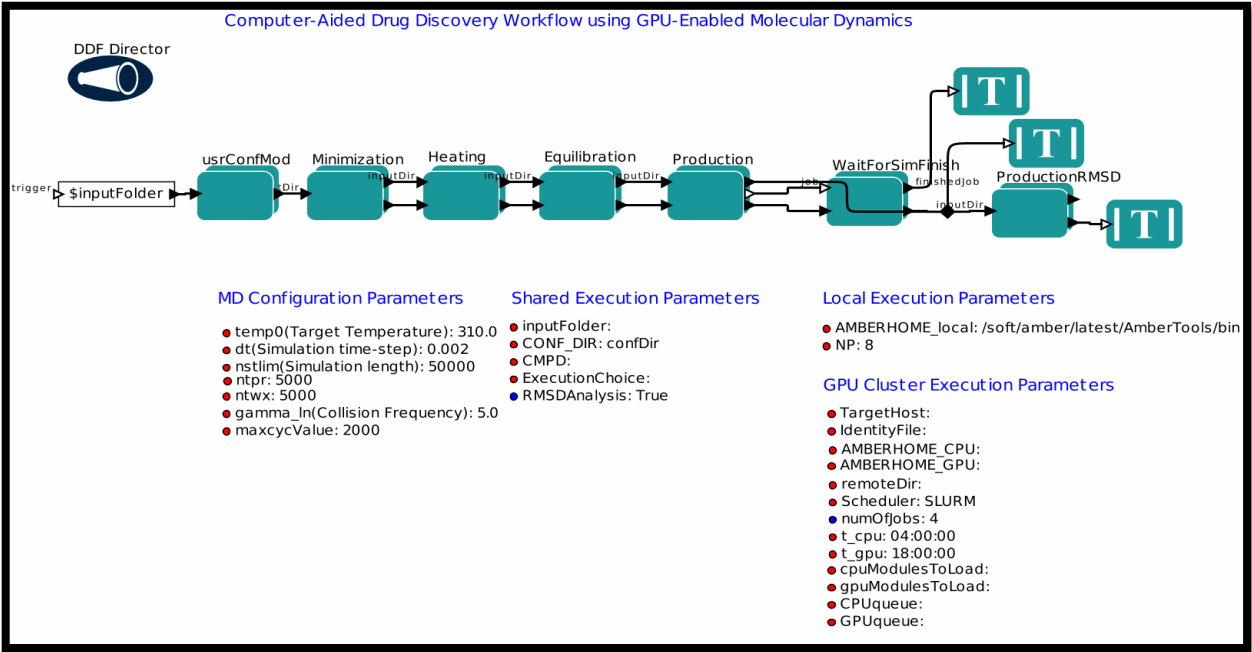 Computer-Aided Drug Discovery Workflow using GPU-Enabled Molecular Dynamics
DDF Director
T
T
usrConfMod
Minimization
Heating
Equilibration
Production
WaitForSimFinish
ProductionRMSD
trigger
$inputFolder
Dir
inputDir
inputDir
inputDir
job
finishedJob
inputDir
T
MD Configuration Parameters
temp0(Target Temperature): 310.0
dt(Simulation time-step): 0.002
nstlim(Simulation length): 50000
ntpr: 5000
ntwx: 5000
gamma_ln(Collision Frequency): 5.0
maxcycValue: 2000
Shared Execution Parameters
inputFolder:
CONF_DIR: confDir
CMPD:
ExecutionChoice:
RMSDAnalysis: True
Local Execution Parameters
AMBERHOME_local: /soft/amber/latest/AmberTools/bin
NP: 8
GPU Cluster Execution Parameters
TargetHost:
IdentityFile:
AMBERHOME_CPU:
AMBERHOME_GPU:
remoteDir:
Scheduler: SLURM
numOfJobs: 4
t_cpu: 04:00:00
t_gpu: 18:00:00
cpuModulesToLoad:
gpuModulesToLoad:
CPUqueue:
GPUqueue: